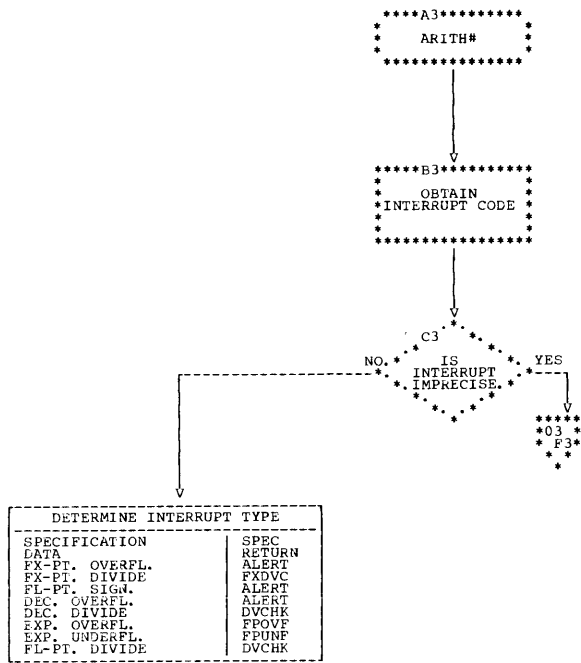 A3
ARITH#
B3
OBTAIN
INTERRUPT CODE
C3
NO
IS
INTERRUPT
IMPRECISE
YES
03
F3
DETERMINE INTERRUPT TYPE
SPECIFICATION SPEC
DATA RETURN
FX-PT. OVERFL. ALERT
FX-PT. DIVIDE FXDVC
FL-PT. SIGN. ALERT
DEC. OVERFL. ALERT
DEC. DIVIDE DVCHK
EXP. OVERFL. FPOVF
EXP. UNDERFL. FPUNF
FL-PT. DIVIDE DVCHK